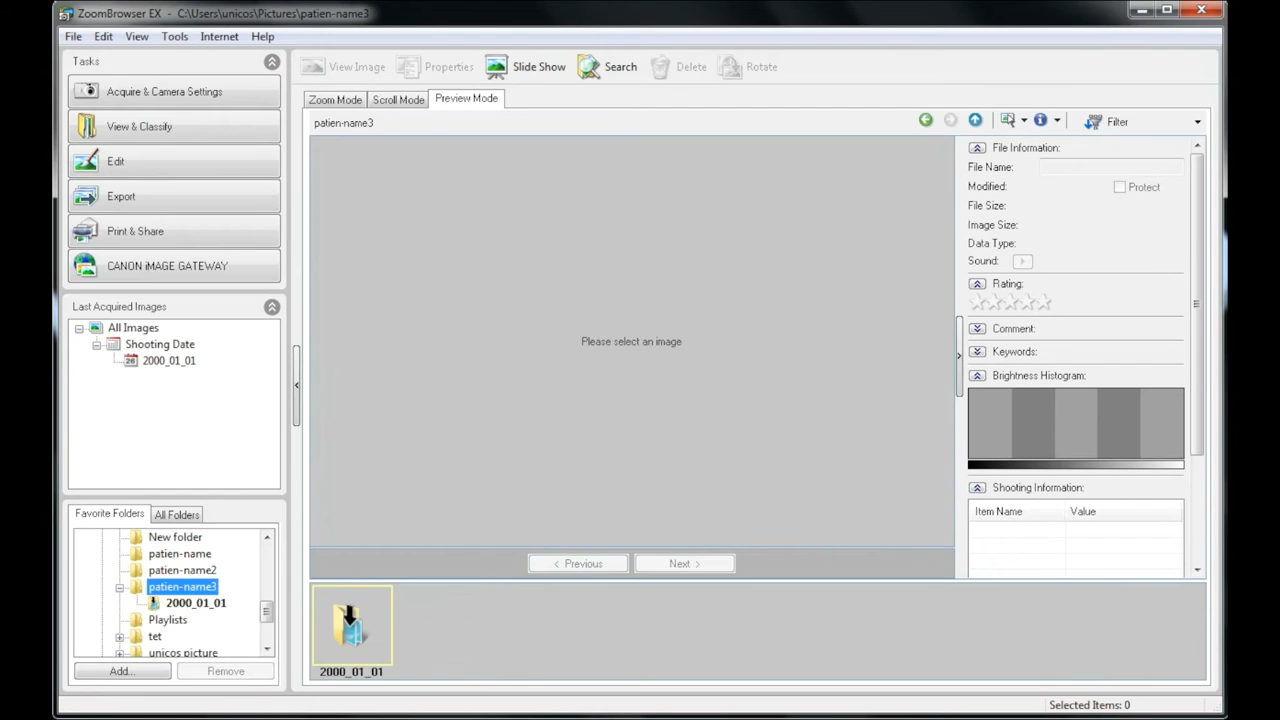 ZoomBrowser EX - C:\Users\unicos\Pictures\patien-name3
File Edit View Tools Internet Help
Tasks
Acquire & Camera Settings
View & Classify
Edit
Export
Print & Share
CANON iMAGE GATEWAY
Last Acquired Images
All Images
Shooting Date
26 2000_01_01
Favorite Folders All Folders
New folder
patien-name
patien-name2
patien-name3
2000_01_01
Playlists
tet
unicos picture
Add... Remove
View Image Properties Slide Show Search Delete Rotate
Zoom Mode Scroll Mode Preview Mode
patien-name3
Filter
Please select an image
< Previous Next >
2000_01_01
File Information:
File Name:
Modified: Protect
File Size:
Image Size:
Data Type:
Sound:
Rating:
Comment:
Keywords:
Brightness Histogram:
Shooting Information:
Item Name Value
Selected Items: 0